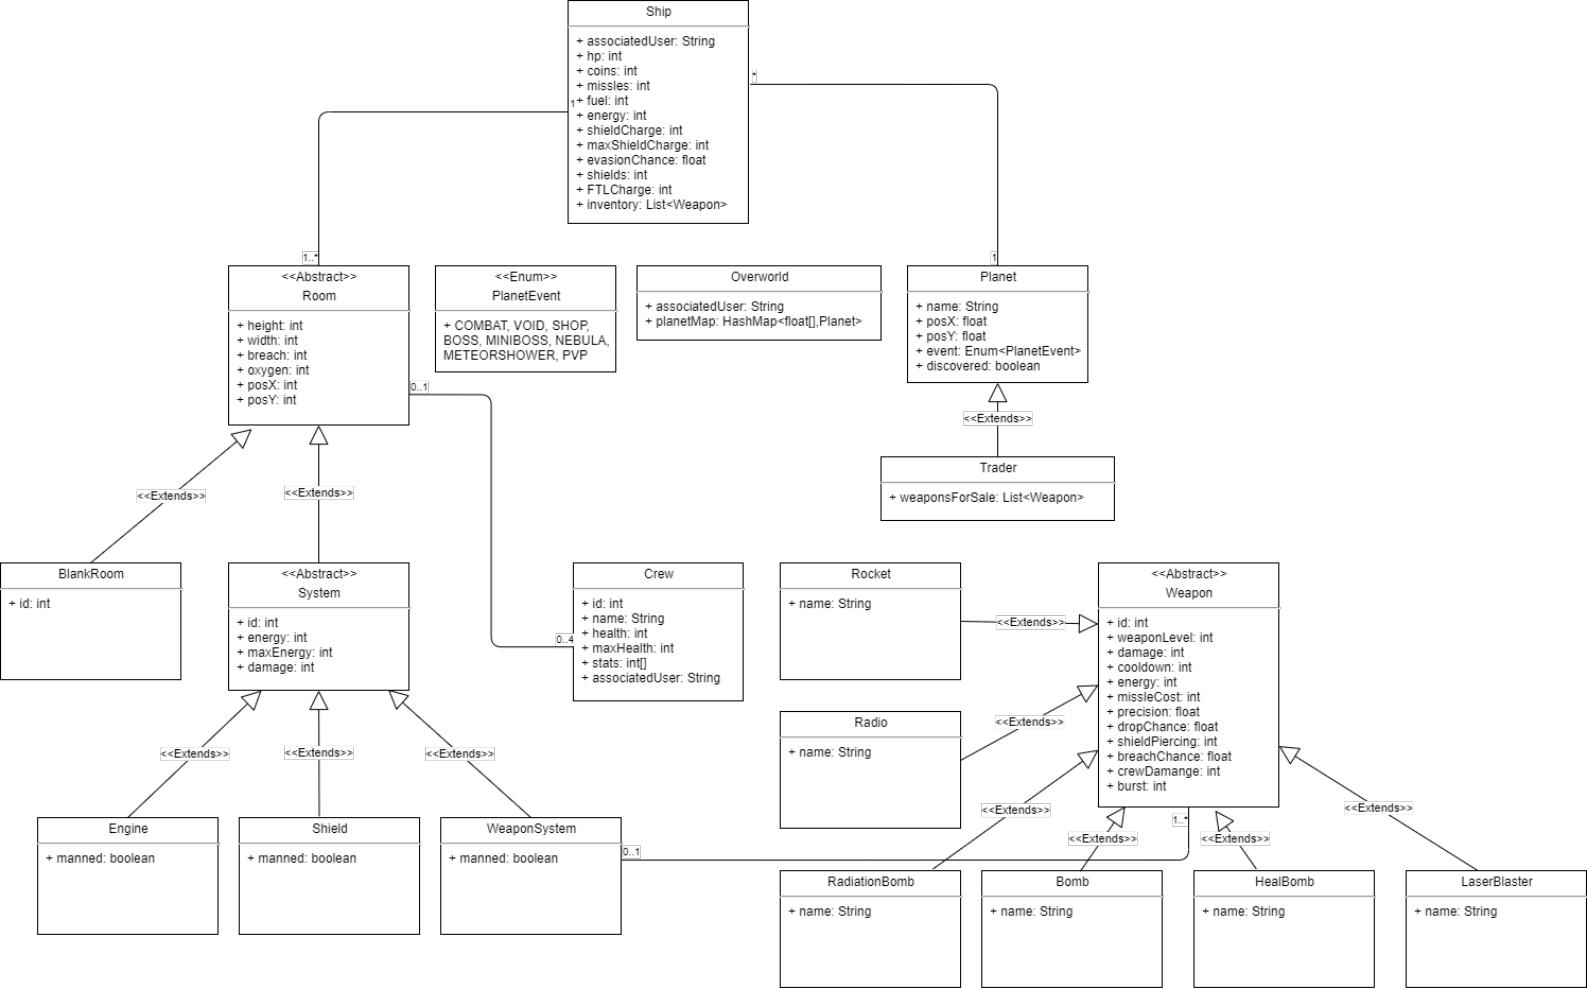 Ship
+ associatedUser: String
+ hp: int
+ coins: int
+ missles: int
+ fuel: int
+ energy: int
+ shieldCharge: int
+ maxShieldCharge: int
+ evasionChance: float
+ shields: int
+ FTLCharge: int
+ inventory: List<Weapon>
1
*
1..*
1
<<Abstract>>
Room
+ height: int
+ width: int
+ breach: int
+ oxygen: int
+ posX: int
+ posY: int
<<Enum>>
PlanetEvent
+ COMBAT, VOID, SHOP,
BOSS, MINIBOSS, NEBULA,
METEORSHOWER, PVP
Overworld
+ associatedUser: String
+ planetMap: HashMap<float[],Planet>
Planet
+ name: String
+ posX: float
+ posY: float
+ event: Enum<PlanetEvent>
+ discovered: boolean
0..1
<<Extends>>
Trader
+ weaponsForSale: List<Weapon>
<<Extends>>
<<Extends>>
BlankRoom
+ id: int
<<Abstract>>
System
+ id: int
+ energy: int
+ maxEnergy: int
+ damage: int
0..4
Crew
+ id: int
+ name: String
+ health: int
+ maxHealth: int
+ stats: int[]
+ associatedUser: String
Rocket
+ name: String
<<Extends>>
<<Abstract>>
Weapon
+ id: int
+ weaponLevel: int
+ damage: int
+ cooldown: int
+ energy: int
+ missleCost: int
+ precision: float
+ dropChance: float
+ shieldPiercing: int
+ breachChance: float
+ crewDamange: int
+ burst: int
Radio
+ name: String
<<Extends>>
<<Extends>>
<<Extends>>
<<Extends>>
<<Extends>>
<<Extends>>
<<Extends>>
<<Extends>>
1..*
0..1
Engine
+ manned: boolean
Shield
+ manned: boolean
WeaponSystem
+ manned: boolean
RadiationBomb
+ name: String
Bomb
+ name: String
HealBomb
+ name: String
LaserBlaster
+ name: String